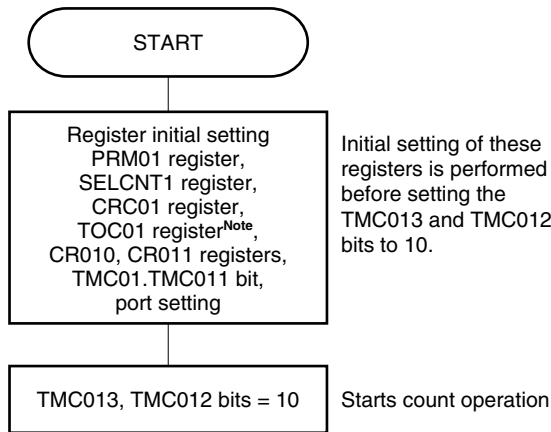 START
Register initial setting
PRM01 register,
SELCNT1 register,
CRC01 register,
TOC01 registerNote,
CR010, CR011 registers,
TMC01.TMC011 bit,
port setting
Initial setting of these
registers is performed
before setting the
TMC013 and TMC012
bits to 10.
TMC013, TMC012 bits = 10
Starts count operation